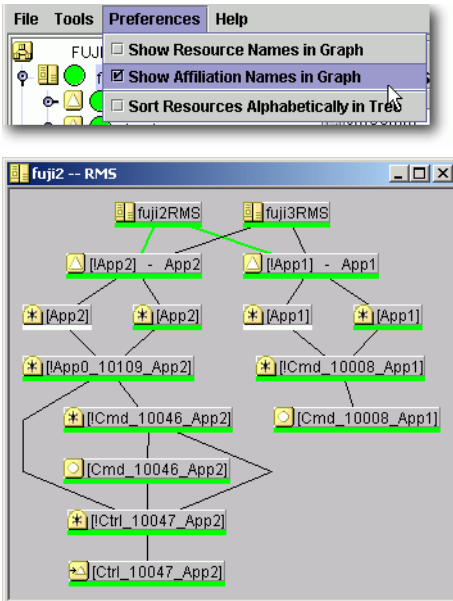 File Tools Preferences Help
FUJI
Show Resource Names in Graph
Show Affiliation Names in Graph
Sort Resources Alphabetically in Tree
fuji2 -- RMS
fuji2RMS fuji3RMS
[!App2] - App2 [!App1] - App1
[App2] [App2] [App1] [App1]
[!App0_10109_App2] [!Cmd_10008_App1]
[!Cmd_10046_App2] [Cmd_10008_App1]
[Cmd_10046_App2]
[!Ctrl_10047_App2]
[Ctrl_10047_App2]